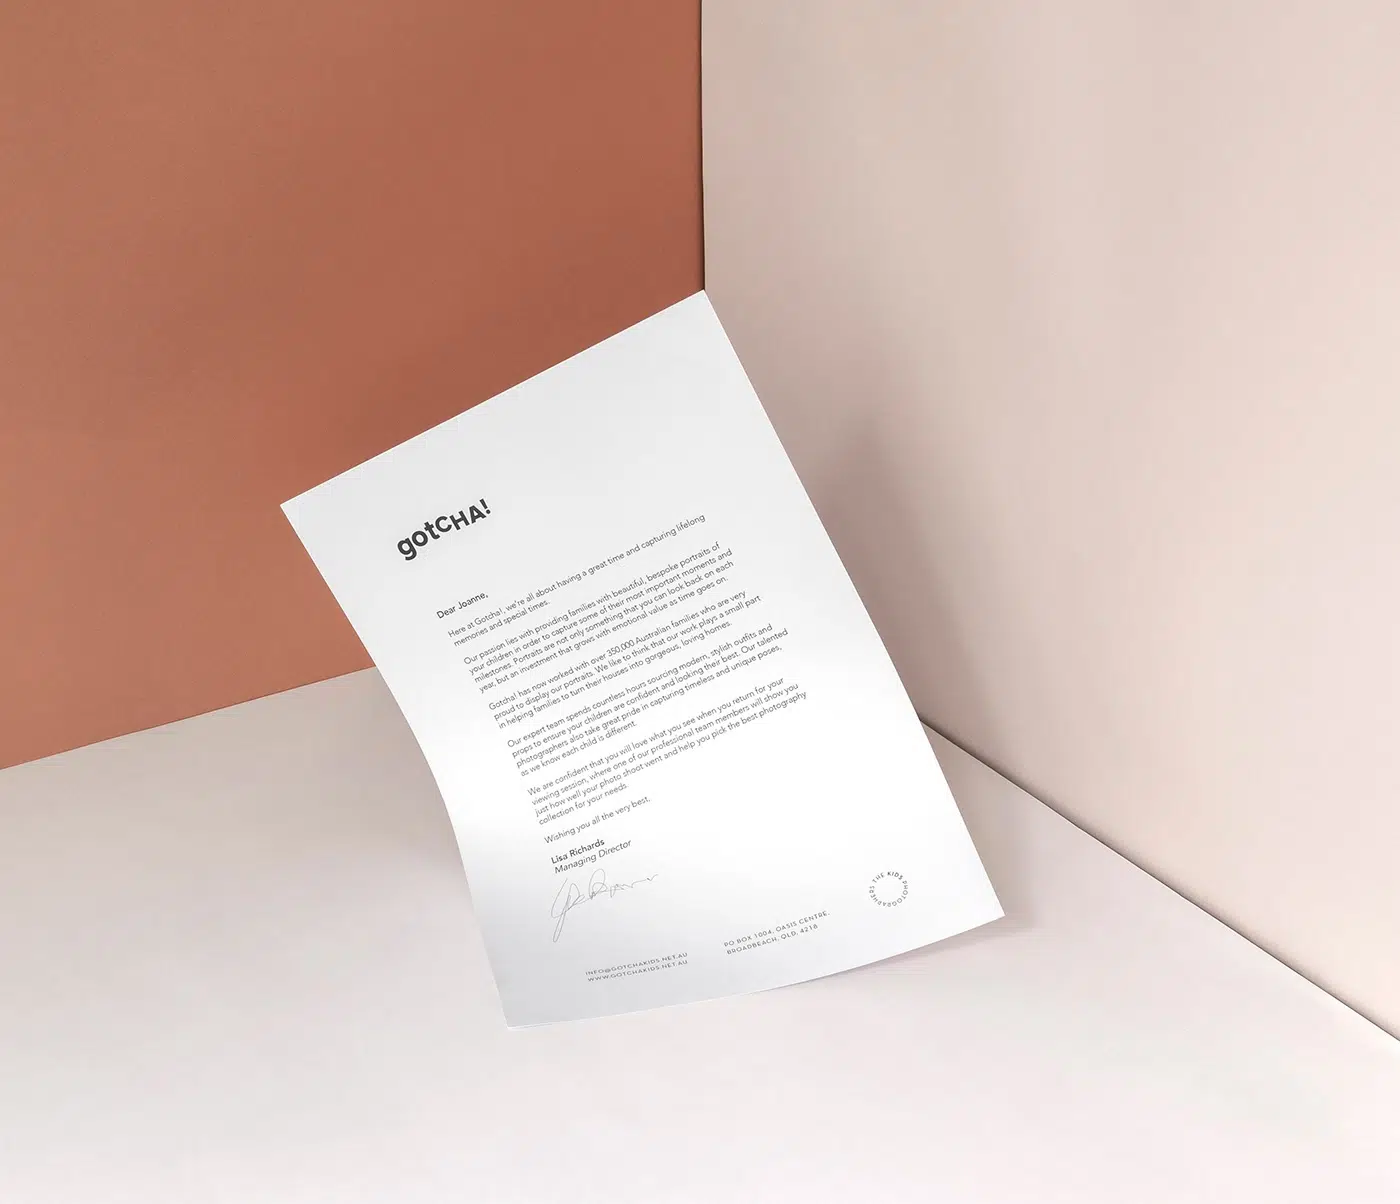 gotCHA!
Dear Joanne,
Here at Gotcha!, we're all about having a great time and capturing lifelong
memories and special times.
Our passion lies with providing families with beautiful, bespoke portraits of
your children in order to capture some of their most important moments and
milestones. Portraits are not only something that you can look back on each
year, but an investment that grows with emotional value as time goes on.
Gotcha! has now worked with over 350,000 Australian families who are very
proud to display our portraits. We like to think that our work plays a small part
in helping families to turn their houses into gorgeous, loving homes.
Our expert team spends countless hours sourcing modern, stylish outfits and
props to ensure your children are confident and looking their best. Our talented
photographers also take great pride in capturing timeless and unique poses,
as we know each child is different.
We are confident that you will love what you see when you return for your
viewing session, where one of our professional team members will show you
just how well your photo shoot went and help you pick the best photography
collection for your needs
Wishing you all the very best,
Lisa Richards
Managing Director
INFO@GOTCHAKIDS.NET.AU
WWW.GOTCHAKIDS.NET.AU
PO BOX 1004, OASIS CENTRE,
BROADBEACH, QLD, 4218
THE KIDS PHOTOGRAPHERS